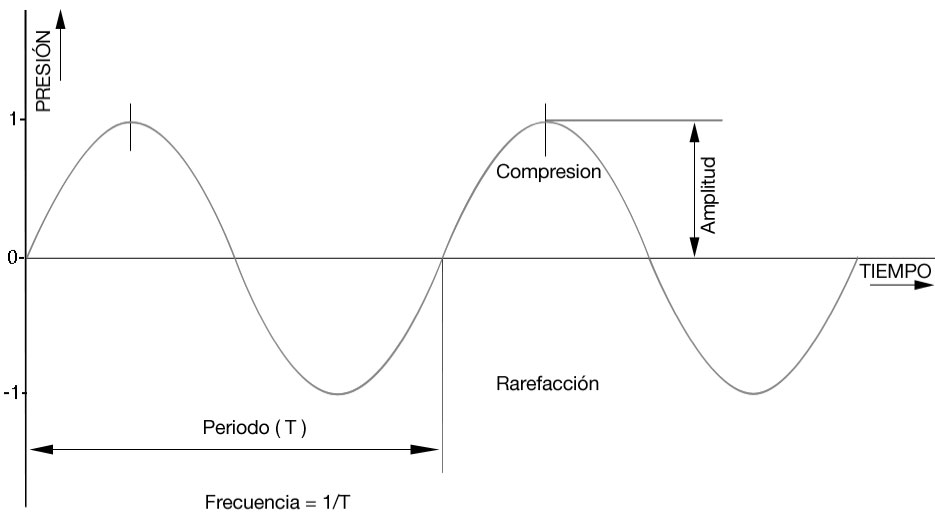 PRESIÓN
1
Compresion
Amplitud
0
TIEMPO
Rarefacción
-1
Periodo ( T )
Frecuencia = 1/T